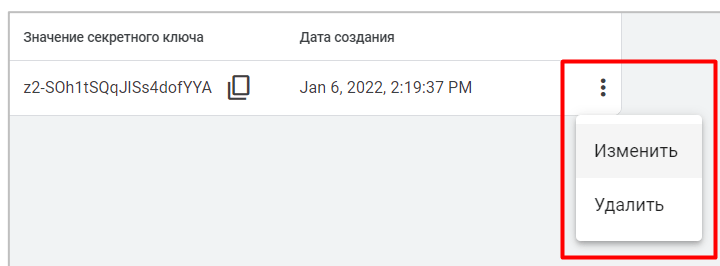 Значение секретного ключа Дата создания
z2-SOh1tSQqJISs4dofYYA Jan 6, 2022, 2:19:37 PM
Изменить
Удалить